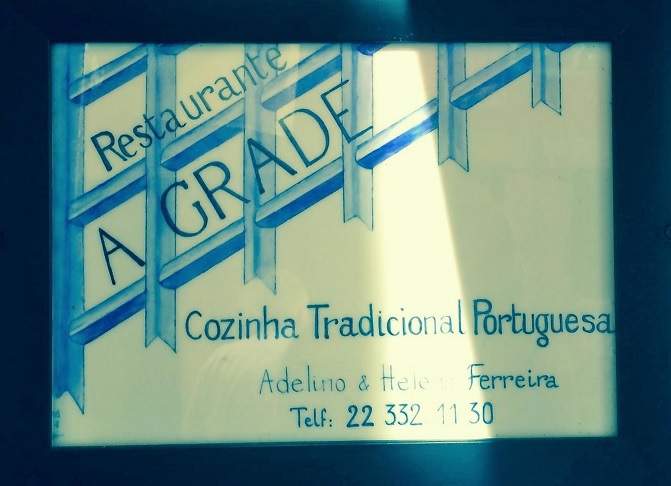 Restaurante
A GRADE
Cozinha Tradicional Portuguesa
Adelino & Ferreira
Telf: 22 332 11 30